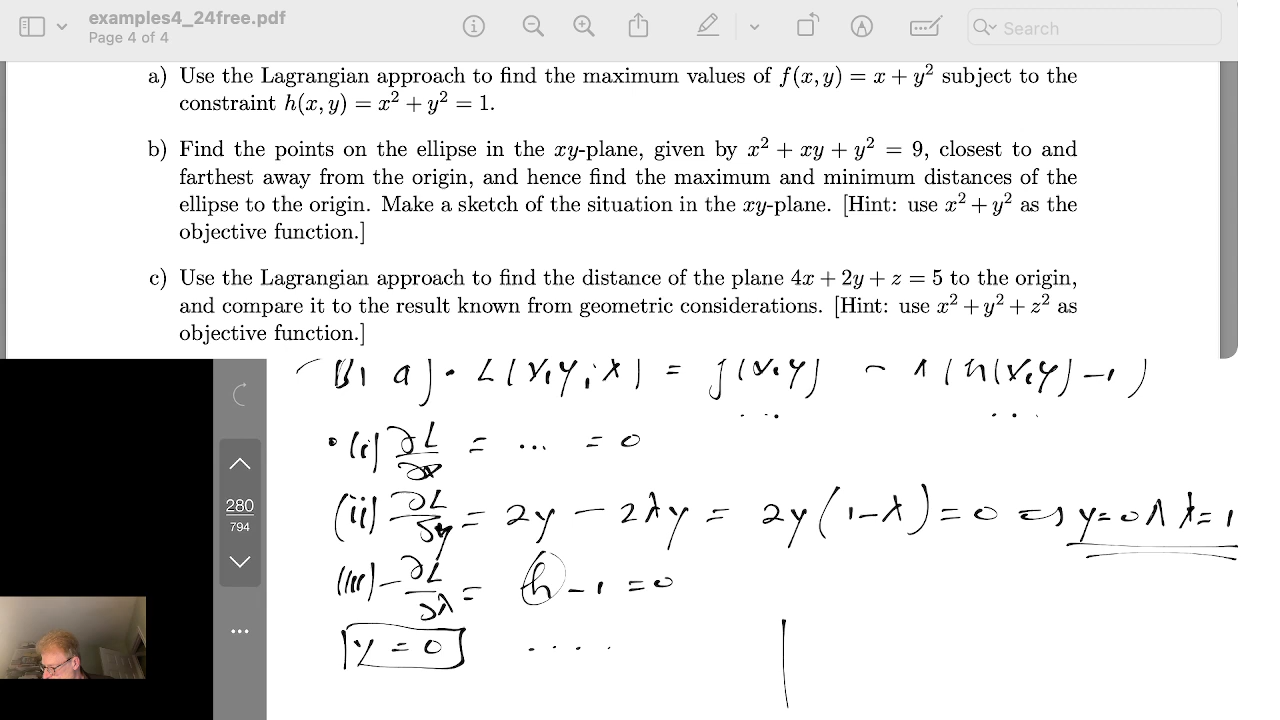 examples4_24free.pdf
Page 4 of 4
Search
a) Use the Lagrangian approach to find the maximum values of f(x, y) = x + y² subject to the
constraint h(x, y) = x² + y² = 1.
b) Find the points on the ellipse in the xy-plane, given by x² + xy + y² = 9, closest to and
farthest away from the origin, and hence find the maximum and minimum distances of the
ellipse to the origin. Make a sketch of the situation in the xy-plane. [Hint: use x² + y² as the
objective function.]
c) Use the Lagrangian approach to find the distance of the plane 4x + 2y + z = 5 to the origin,
and compare it to the result known from geometric considerations. [Hint: use x² + y² + z² as
objective function.]
B1 a) · L(x,y;λ) = f(x,y) - λ(h(x,y)-1)
... ...
· (i) ∂L/∂x = ... = 0
(ii) ∂L/∂y = 2y - 2λy = 2y(1-λ) = 0 ⇔ y=0 ∧ λ=1
(iii) -∂L/∂λ = h - 1 = 0
y = 0 ....
280
794